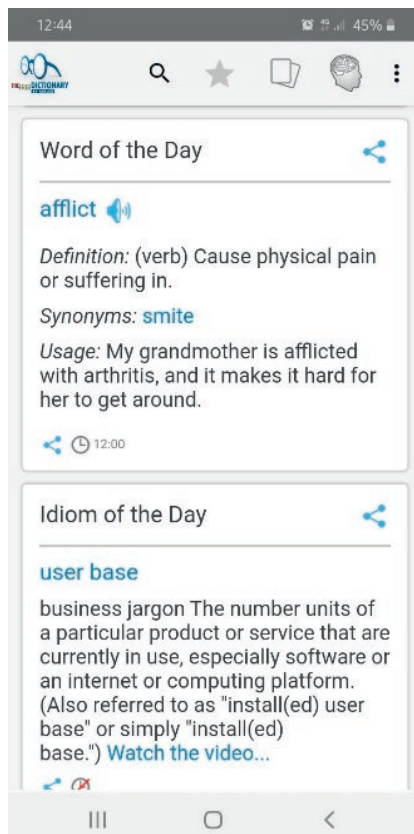 12:44
4G
45%
THE FREE DICTIONARY
Word of the Day
afflict
Definition: (verb) Cause physical pain
or suffering in.
Synonyms: smite
Usage: My grandmother is afflicted
with arthritis, and it makes it hard for
her to get around.
12:00
Idiom of the Day
user base
business jargon The number units of
a particular product or service that are
currently in use, especially software or
an internet or computing platform.
(Also referred to as "install(ed) user
base" or simply "install(ed)
base.") Watch the video...